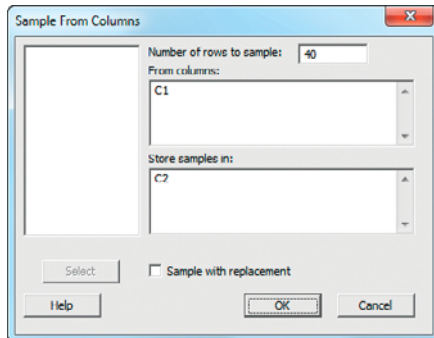 Sample From Columns
Number of rows to sample: 40
From columns:
C1
Store samples in:
C2
Select
Sample with replacement
Help
OK
Cancel